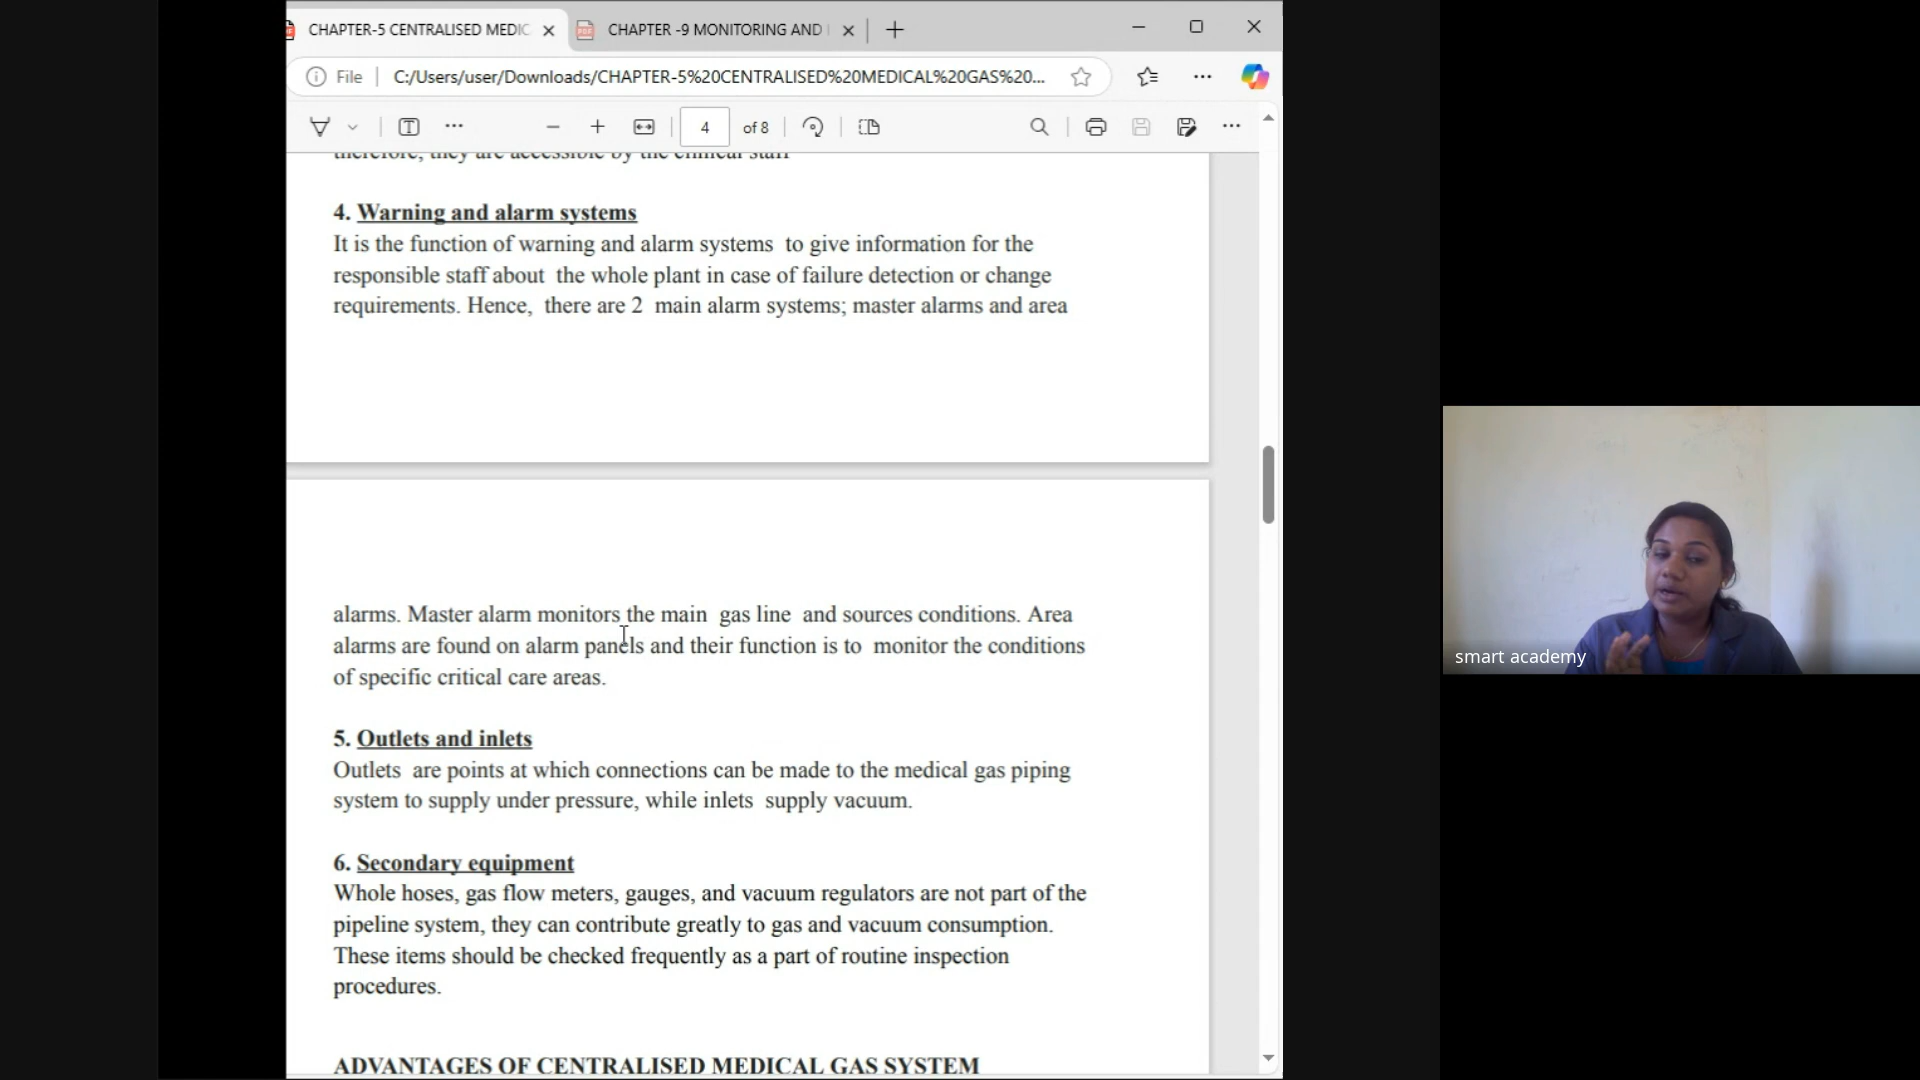 CHAPTER-5 CENTRALISED MEDIC
CHAPTER -9 MONITORING AND
File
C:/Users/user/Downloads/CHAPTER-5%20CENTRALISED%20MEDICAL%20GAS%20...
4 of 8
therefore, they are accessible by the clinical staff
4. Warning and alarm systems
It is the function of warning and alarm systems to give information for the
responsible staff about the whole plant in case of failure detection or change
requirements. Hence, there are 2 main alarm systems; master alarms and area
alarms. Master alarm monitors the main gas line and sources conditions. Area
alarms are found on alarm panels and their function is to monitor the conditions
of specific critical care areas.
5. Outlets and inlets
Outlets are points at which connections can be made to the medical gas piping
system to supply under pressure, while inlets supply vacuum.
6. Secondary equipment
Whole hoses, gas flow meters, gauges, and vacuum regulators are not part of the
pipeline system, they can contribute greatly to gas and vacuum consumption.
These items should be checked frequently as a part of routine inspection
procedures.
ADVANTAGES OF CENTRALISED MEDICAL GAS SYSTEM
smart academy